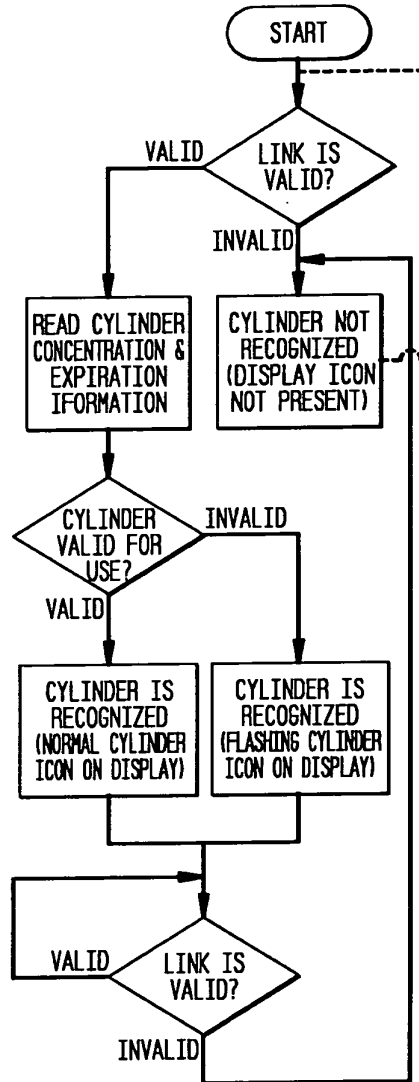 START
LINK IS
VALID?
VALID
INVALID
READ CYLINDER
CONCENTRATION &
EXPIRATION
IFORMATION
CYLINDER NOT
RECOGNIZED
(DISPLAY ICON
NOT PRESENT)
CYLINDER
VALID FOR
USE?
INVALID
VALID
CYLINDER IS
RECOGNIZED
(NORMAL CYLINDER
ICON ON DISPLAY)
CYLINDER IS
RECOGNIZED
(FLASHING CYLINDER
ICON ON DISPLAY)
VALID
LINK IS
VALID?
INVALID